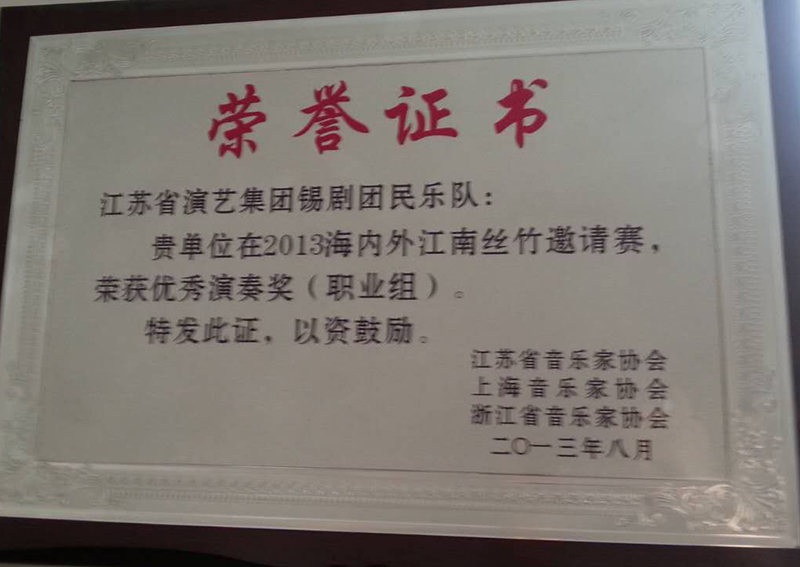 荣誉证书
江苏省演艺集团锡剧团民乐队：
贵单位在2013海内外江南丝竹邀请赛，
荣获优秀演奏奖（职业组）。
特发此证，以资鼓励。
江苏省音乐家协会
上海音乐家协会
浙江省音乐家协会
二〇一三年八月